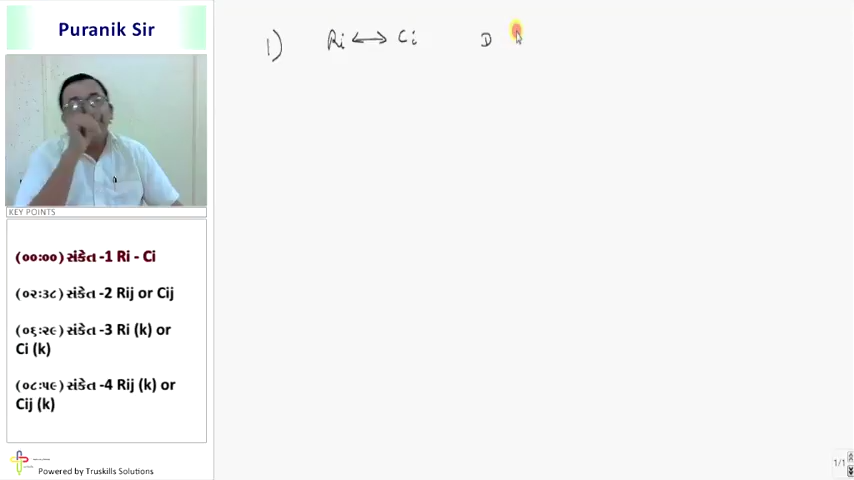 Puranik Sir
1) Ri ↔ Ci D
KEY POINTS
(૦૦:૦૦) સંકેત -1 Ri - Ci
(૦૨:૩૮) સંકેત -2 Rij or Cij
(૦૬:૨૯) સંકેત -3 Ri (k) or
Ci (k)
(૦૮:૫૯) સંકેત -4 Rij (k) or
Cij (k)
Powered by Truskills Solutions
1/1